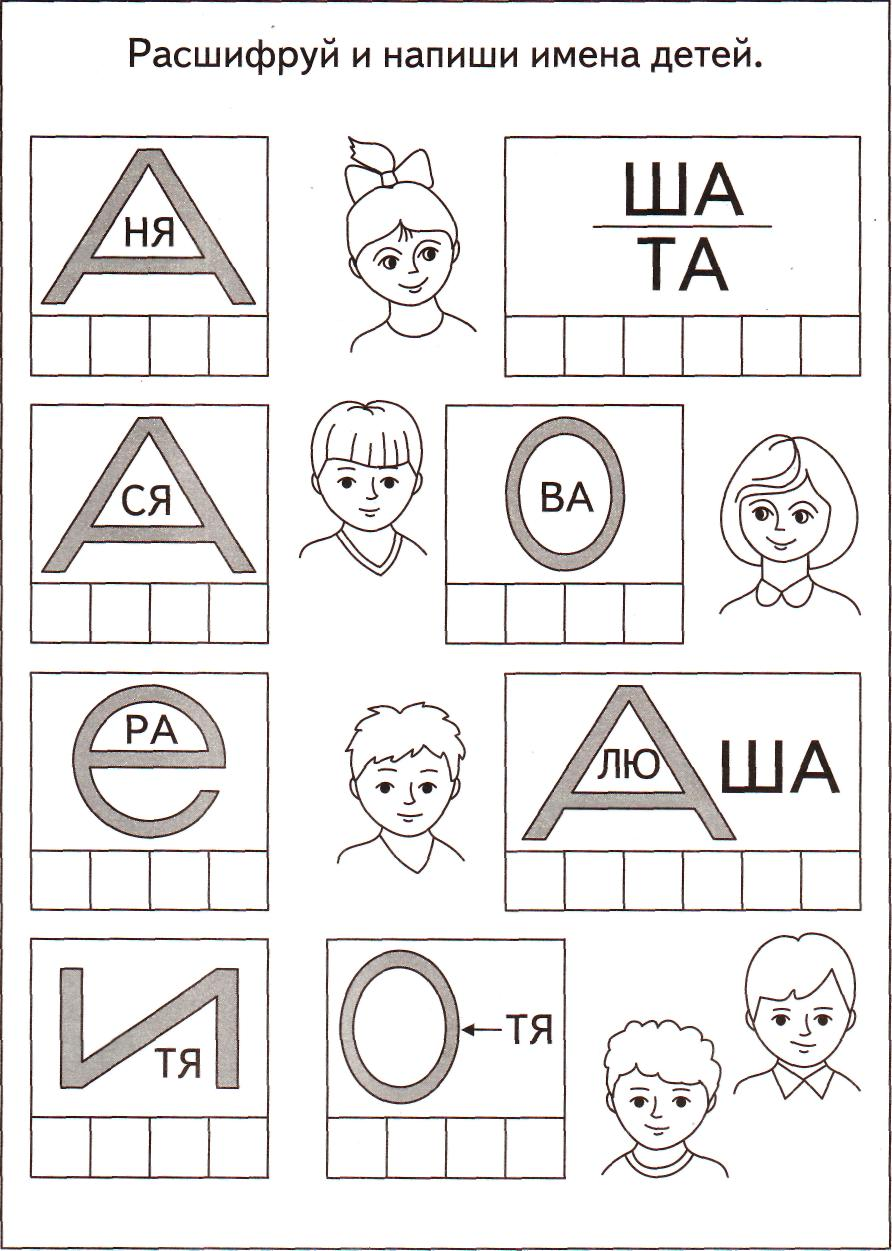 Расшифруй и напиши имена детей.
А
НЯ
ША
ТА
А
СЯ
О
ВА
е
РА
А
ЛЮ
ША
И
ТЯ
О
ТЯ